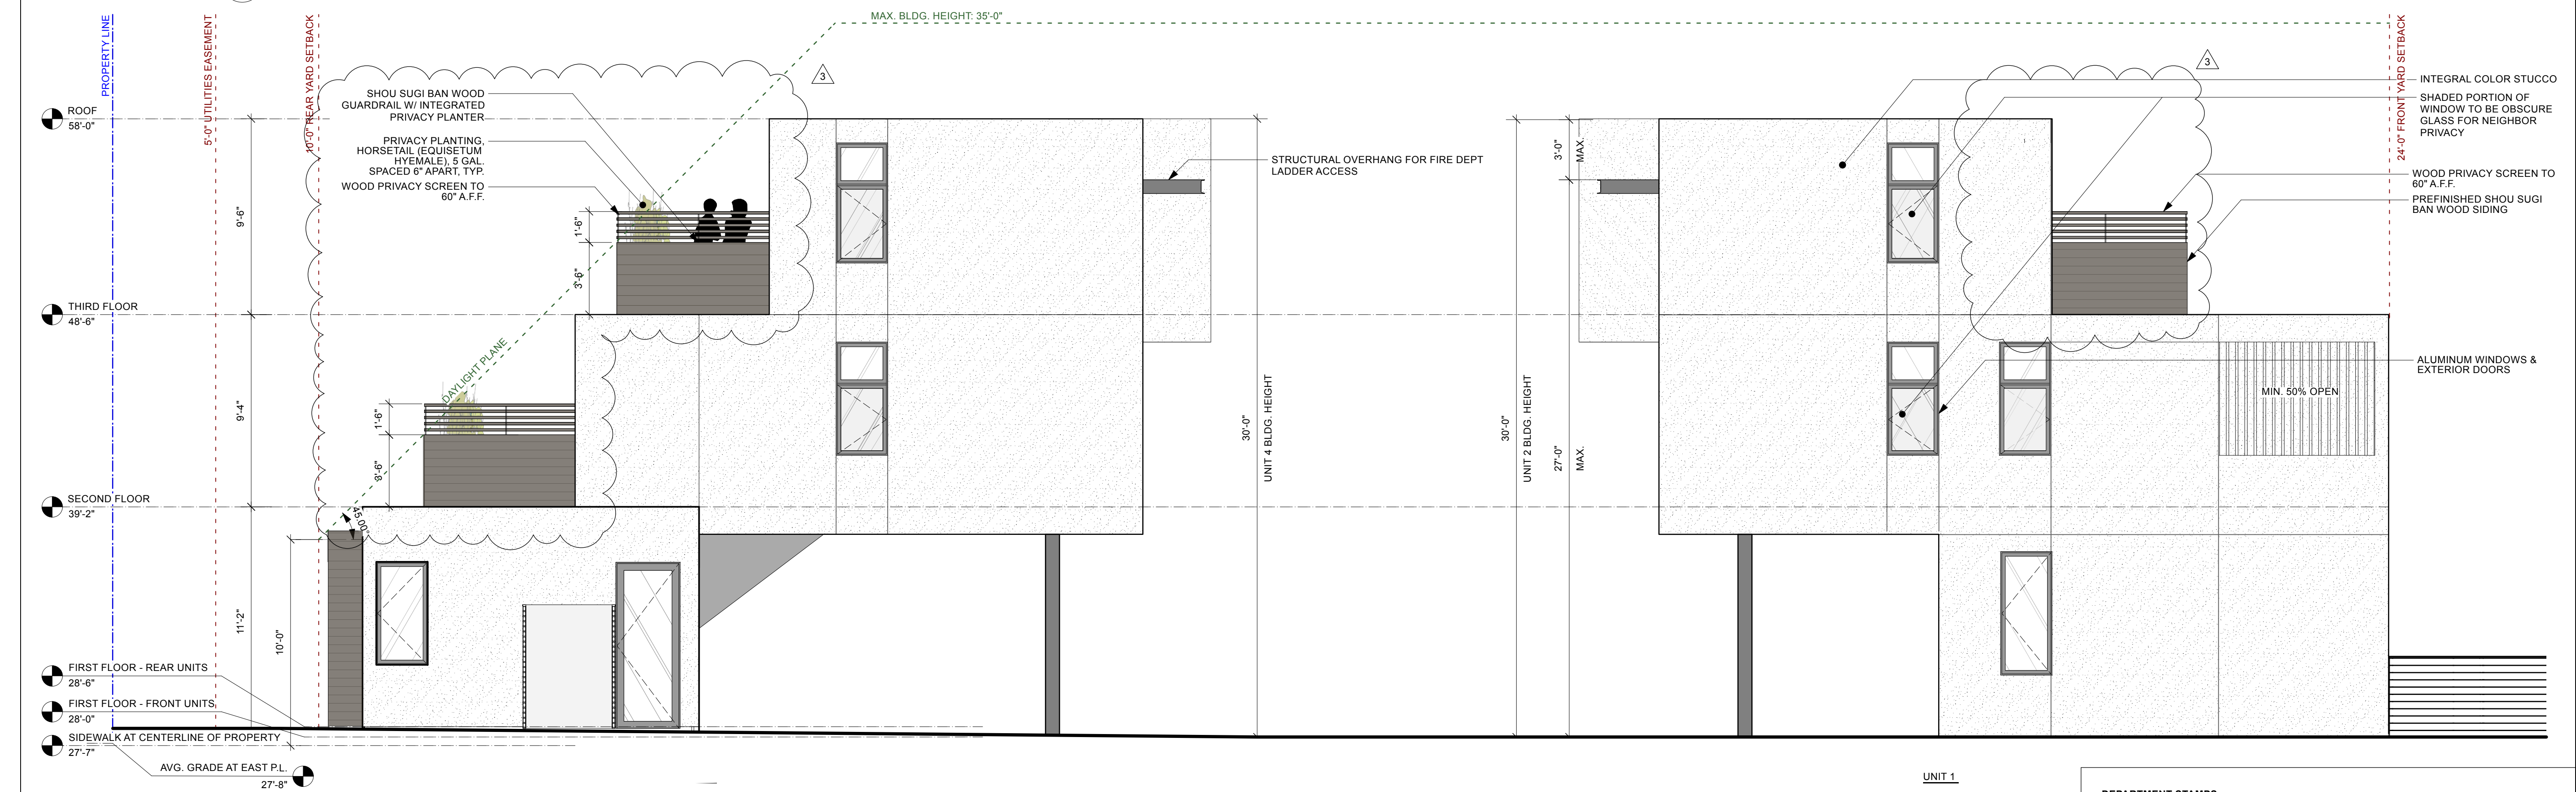 MAX. BLDG. HEIGHT: 35'-0"
PROPERTY LINE
5'-0" UTILITIES EASEMENT
10'-0" REAR YARD SETBACK
24'-0" FRONT YARD SETBACK
3
3
ROOF
58'-0"
THIRD FLOOR
48'-6"
SECOND FLOOR
39'-2"
FIRST FLOOR - REAR UNITS
28'-6"
FIRST FLOOR - FRONT UNITS
28'-0"
SIDEWALK AT CENTERLINE OF PROPERTY
27'-7"
AVG. GRADE AT EAST P.L.
27'-8"
9'-6"
9'-4"
11'-2"
10'-0"
SHOU SUGI BAN WOOD
GUARDRAIL W/ INTEGRATED
PRIVACY PLANTER
PRIVACY PLANTING,
HORSETAIL (EQUISETUM
HYEMALE), 5 GAL.
SPACED 6" APART, TYP.
WOOD PRIVACY SCREEN TO
60" A.F.F.
1'-6"
3'-6"
DAYLIGHT PLANE
1'-6"
3'-6"
45.00°
STRUCTURAL OVERHANG FOR FIRE DEPT
LADDER ACCESS
30'-0"
UNIT 4 BLDG. HEIGHT
30'-0"
UNIT 2 BLDG. HEIGHT
3'-0"
MAX.
27'-0"
MAX.
INTEGRAL COLOR STUCCO
SHADED PORTION OF
WINDOW TO BE OBSCURE
GLASS FOR NEIGHBOR
PRIVACY
WOOD PRIVACY SCREEN TO
60" A.F.F.
PREFINISHED SHOU SUGI
BAN WOOD SIDING
ALUMINUM WINDOWS &
EXTERIOR DOORS
MIN. 50% OPEN
UNIT 1
DEPARTMENT STAMPS